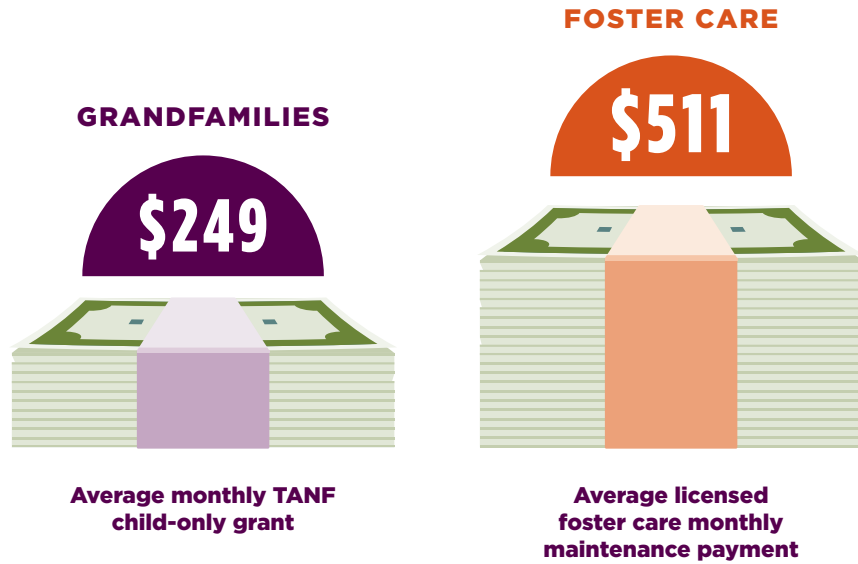 GRANDFAMILIES
$249
Average monthly TANF
child-only grant
FOSTER CARE
$511
Average licensed
foster care monthly
maintenance payment